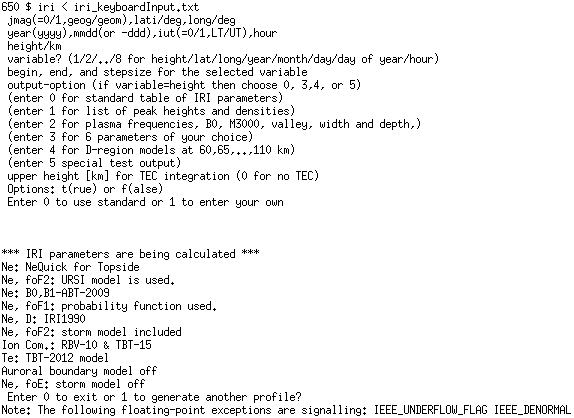 650 $ iri < iri_keyboardInput.txt
jmag(=0/1,geog/geom),lati/deg,long/deg
year(yyyy),mmdd(or -ddd),iut(=0/1,LT/UT),hour
height/km
variable? (1/2/../8 for height/lat/long/year/month/day/day of year/hour)
begin, end, and stepsize for the selected variable
output-option (if variable=height then choose 0, 3,4, or 5)
(enter 0 for standard table of IRI parameters)
(enter 1 for list of peak heights and densities)
(enter 2 for plasma frequencies, B0, M3000, valley, width and depth,)
(enter 3 for 6 parameters of your choice)
(enter 4 for D-region models at 60,65,..,110 km)
(enter 5 special test output)
upper height [km] for TEC integration (0 for no TEC)
Options: t(rue) or f(alse)
Enter 0 to use standard or 1 to enter your own
*** IRI parameters are being calculated ***
Ne: NeQuick for Topside
Ne, foF2: URSI model is used.
Ne: B0,B1-ABT-2009
Ne, foF1: probability function used.
Ne, D: IRI1990
Ne, foF2: storm model included
Ion Com.: RBV-10 & TBT-15
Te: TBT-2012 model
Auroral boundary model off
Ne, foE: storm model off
Enter 0 to exit or 1 to generate another profile?
Note: The following floating-point exceptions are signalling: IEEE_UNDERFLOW_FLAG IEEE_DENORMAL